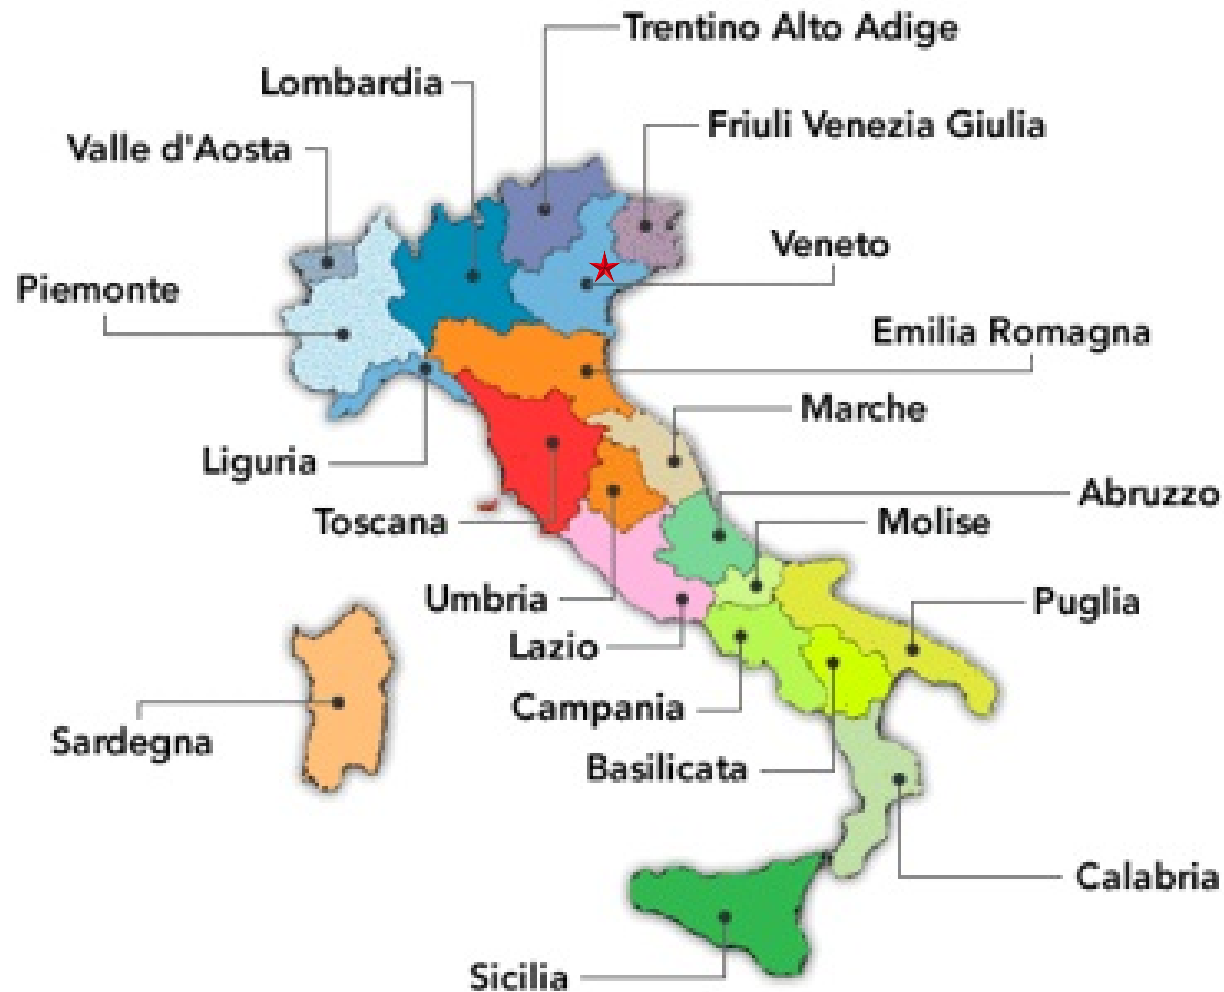 Trentino Alto Adige
Lombardia
Friuli Venezia Giulia
Valle d'Aosta
Veneto
Piemonte
Emilia Romagna
Marche
Liguria
Abruzzo
Toscana
Molise
Umbria
Puglia
Lazio
Campania
Sardegna
Basilicata
Calabria
Sicilia